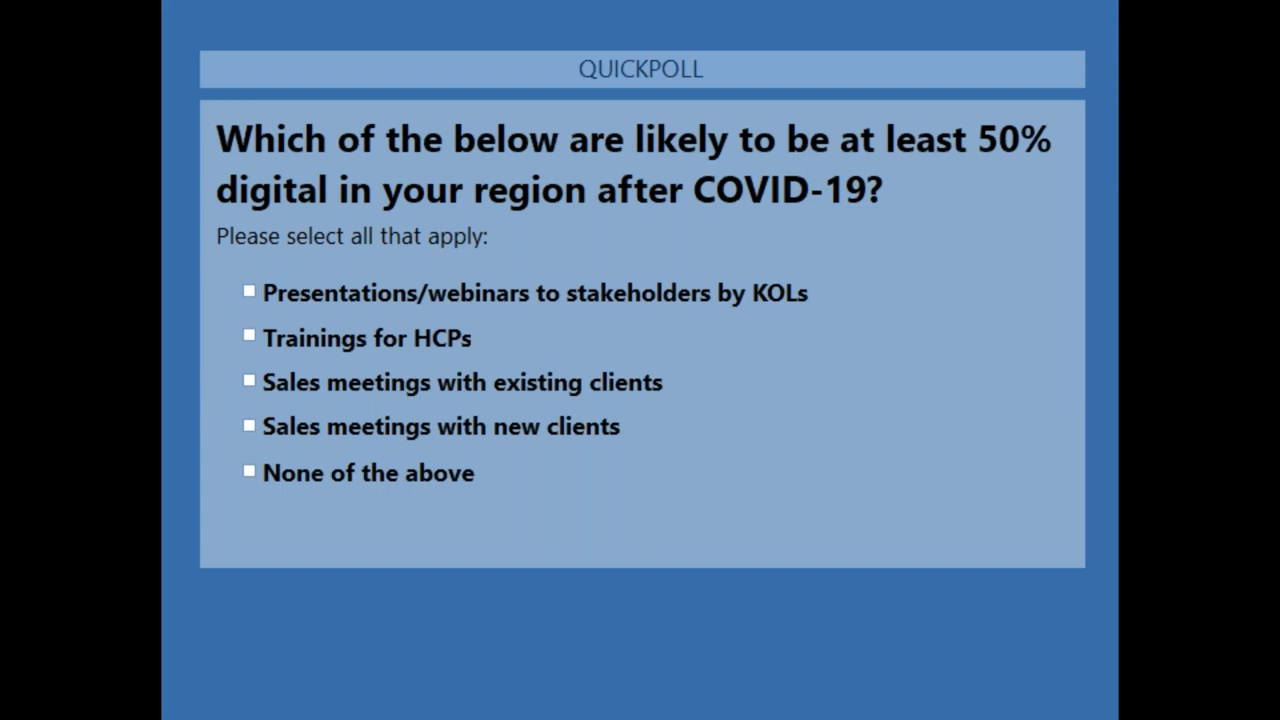 QUICKPOLL
Which of the below are likely to be at least 50%
digital in your region after COVID-19?
Please select all that apply:
Presentations/webinars to stakeholders by KOLs
Trainings for HCPs
Sales meetings with existing clients
Sales meetings with new clients
None of the above